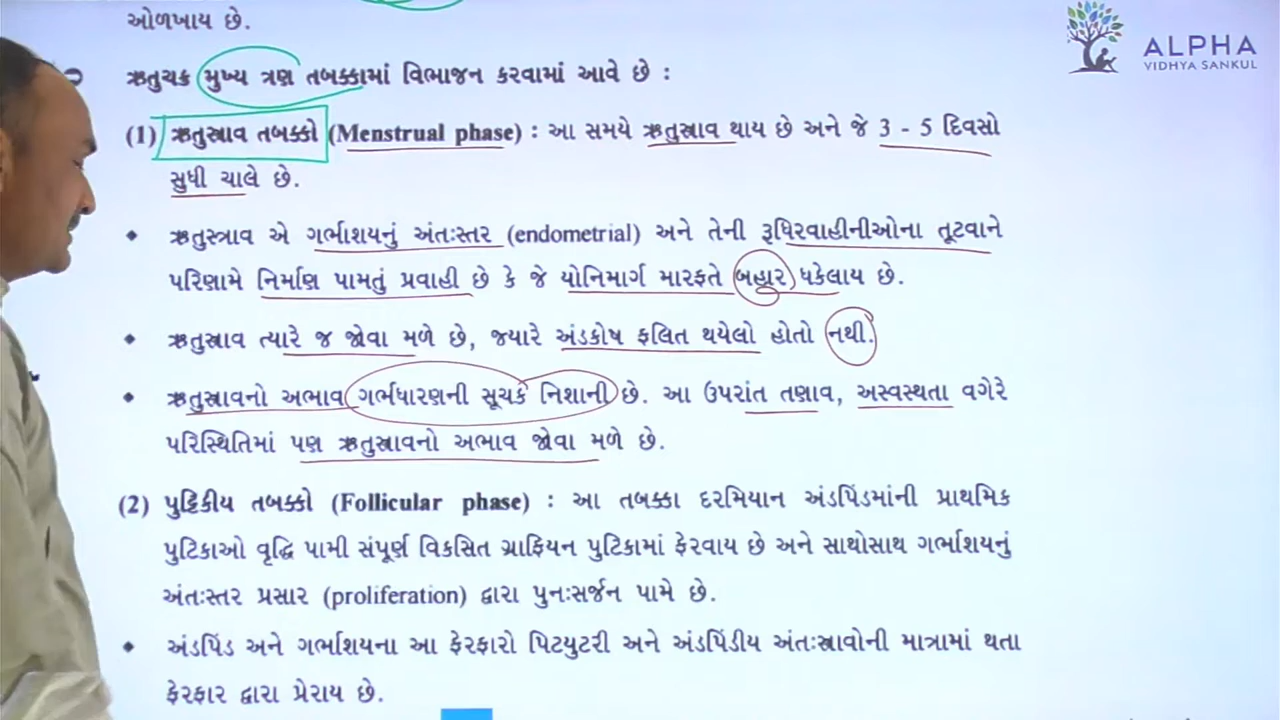 ઓળખાય છે.
ALPHA
VIDHYA SANKUL
ઋતુચક્ર મુખ્ય ત્રણ તબક્કામાં વિભાજન કરવામાં આવે છે :
(1) ઋતુસ્રાવ તબક્કો (Menstrual phase) : આ સમયે ઋતુસ્રાવ થાય છે અને જે 3 - 5 દિવસો
સુધી ચાલે છે.
• ઋતુસ્ત્રાવ એ ગર્ભાશયનું અંતઃસ્તર (endometrial) અને તેની રૂધિરવાહીનીઓના તૂટવાને
પરિણામે નિર્માણ પામતું પ્રવાહી છે કે જે યોનિમાર્ગ મારફતે બહાર ધકેલાય છે.
• ઋતુસ્રાવ ત્યારે જ જોવા મળે છે, જ્યારે અંડકોષ ફલિત થયેલો હોતો નથી.
• ઋતુસ્રાવનો અભાવ ગર્ભધારણની સૂચક નિશાની છે. આ ઉપરાંત તણાવ, અસ્વસ્થતા વગેરે
પરિસ્થિતિમાં પણ ઋતુસ્રાવનો અભાવ જોવા મળે છે.
(2) પુટ્ટિકીય તબક્કો (Follicular phase) : આ તબક્કા દરમિયાન અંડપિંડમાંની પ્રાથમિક
પુટિકાઓ વૃદ્ધિ પામી સંપૂર્ણ વિકસિત ગ્રાફિયન પુટિકામાં ફેરવાય છે અને સાથોસાથ ગર્ભાશયનું
અંતઃસ્તર પ્રસાર (proliferation) દ્વારા પુનઃસર્જન પામે છે.
• અંડપિંડ અને ગર્ભાશયના આ ફેરફારો પિટયુટરી અને અંડપિંડીય અંતઃસ્રાવોની માત્રામાં થતા
ફેરફાર દ્વારા પ્રેરાય છે.